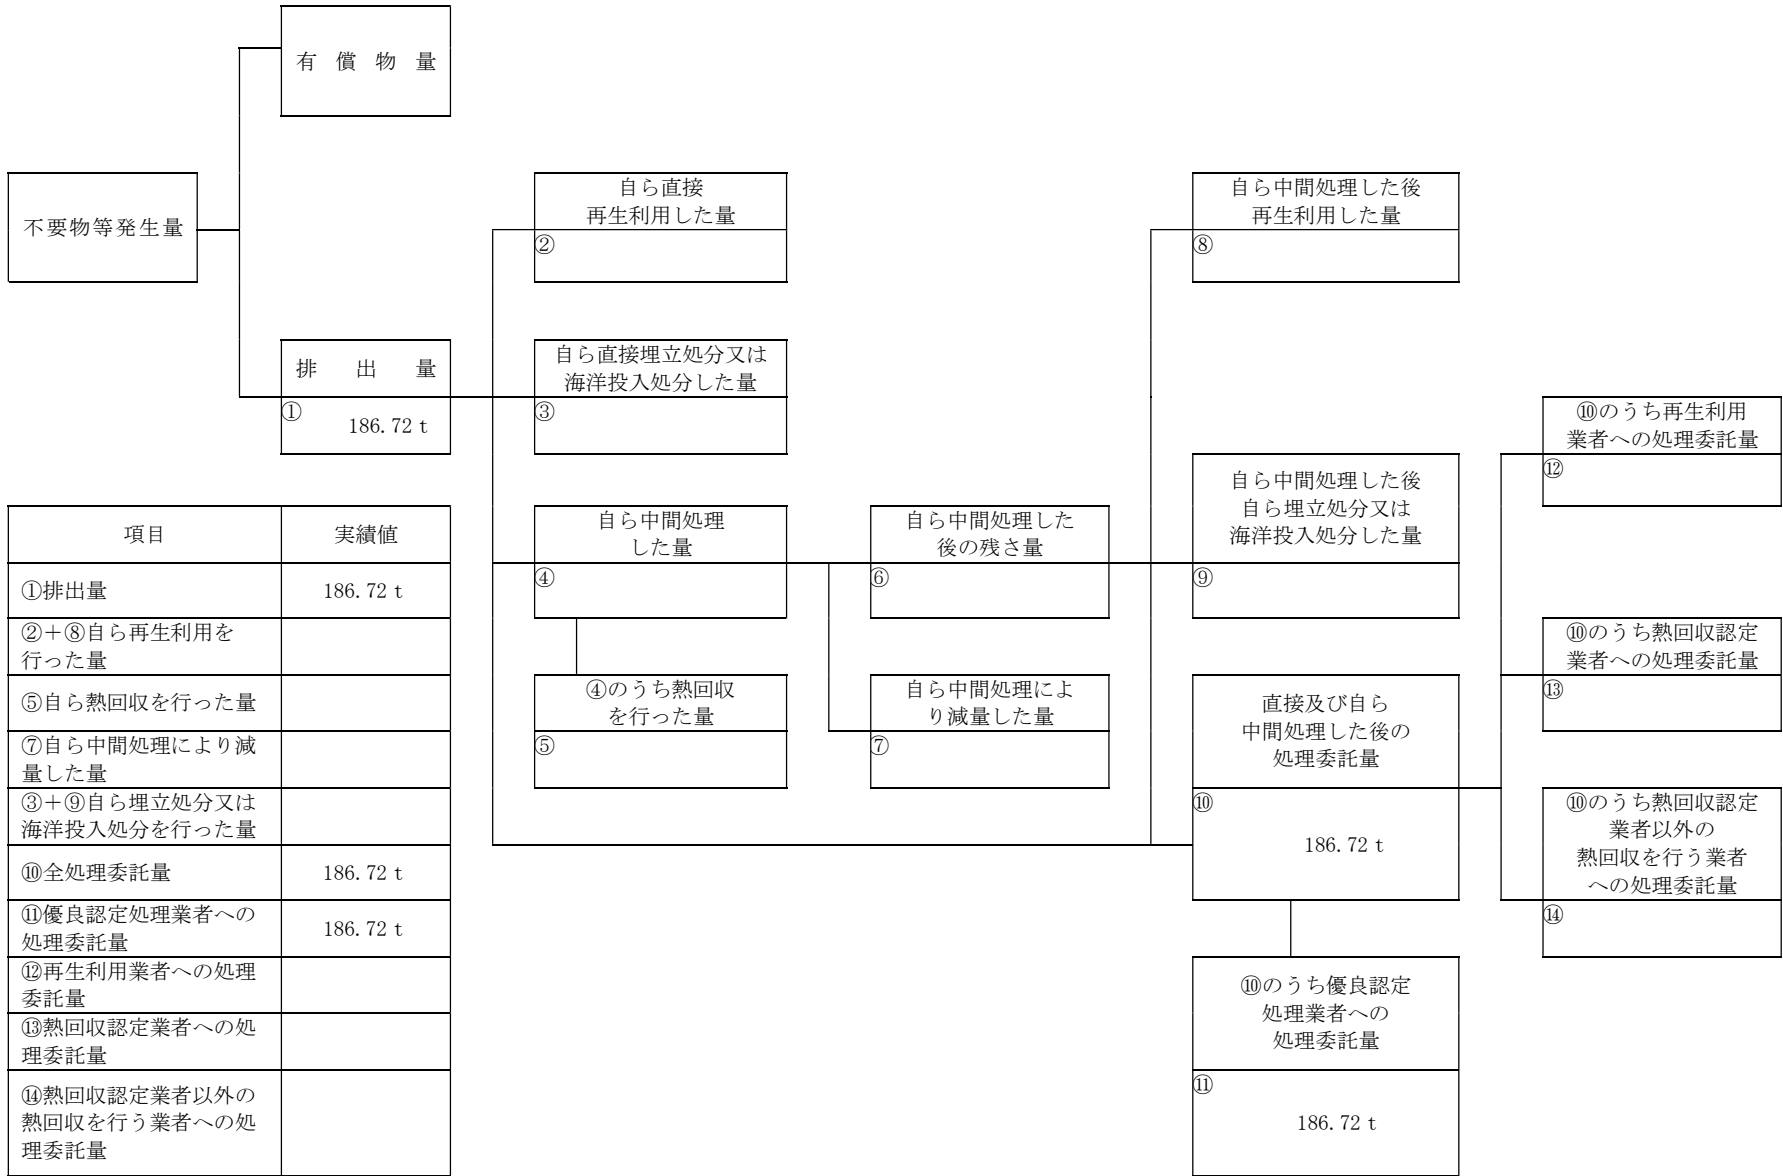 有償物量
不要物等発生量
自ら直接
再生利用した量
②
自ら中間処理した後
再生利用した量
⑧
排出量
①
186.72 t
自ら直接埋立処分又は
海洋投入処分した量
③
⑩のうち再生利用
業者への処理委託量
⑫
自ら中間処理した後
自ら埋立処分又は
海洋投入処分した量
⑨
自ら中間処理
した量
④
自ら中間処理した
後の残さ量
⑥
⑩のうち熱回収認定
業者への処理委託量
⑬
④のうち熱回収
を行った量
⑤
自ら中間処理によ
り減量した量
⑦
直接及び自ら
中間処理した後の
処理委託量
⑩
186.72 t
⑩のうち熱回収認定
業者以外の
熱回収を行う業者
への処理委託量
⑭
⑩のうち優良認定
処理業者への
処理委託量
⑪
186.72 t
項目 実績値
①排出量 186.72 t
②＋⑧自ら再生利用を
行った量
⑤自ら熱回収を行った量
⑦自ら中間処理により減
量した量
③＋⑨自ら埋立処分又は
海洋投入処分を行った量
⑩全処理委託量 186.72 t
⑪優良認定処理業者への
処理委託量 186.72 t
⑫再生利用業者への処理
委託量
⑬熱回収認定業者への処
理委託量
⑭熱回収認定業者以外の
熱回収を行う業者への処
理委託量